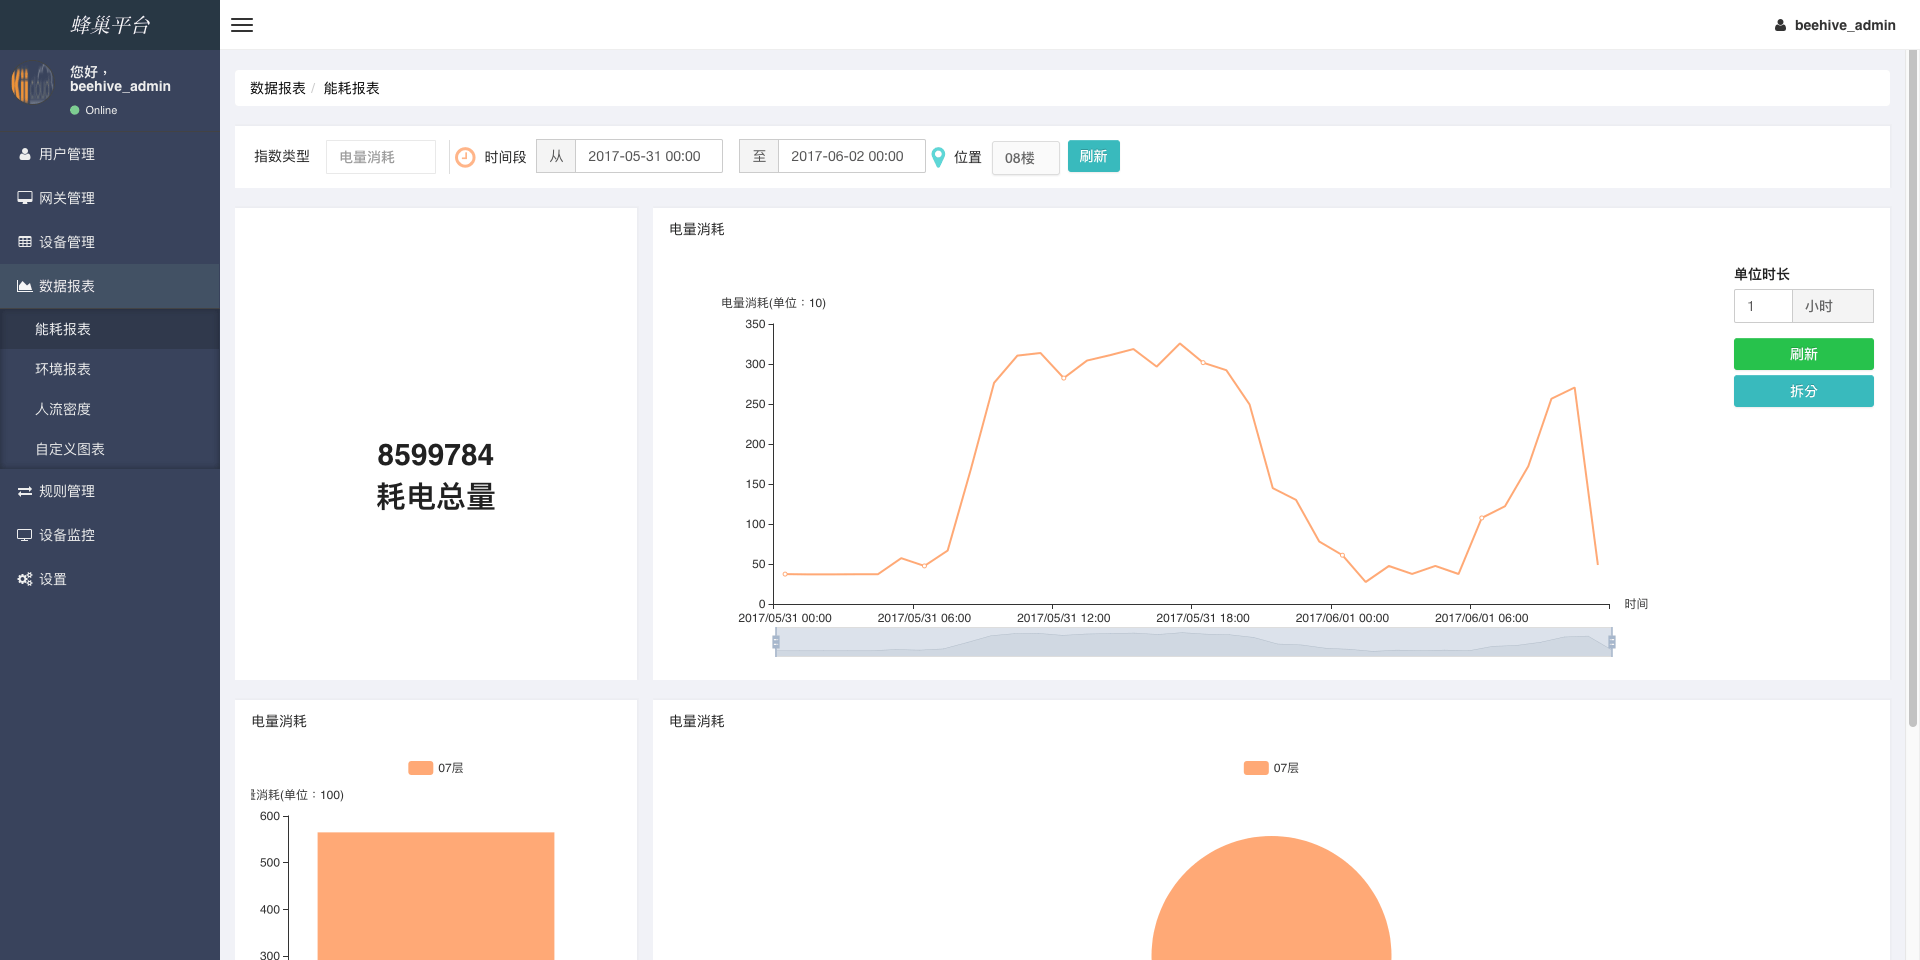 蜂巢平台
beehive_admin
您好，
beehive_admin
Online
用户管理
网关管理
设备管理
数据报表
能耗报表
环境报表
人流密度
自定义图表
规则管理
设备监控
设置
数据报表 / 能耗报表
指数类型 电量消耗 时间段 从 2017-05-31 00:00 至 2017-06-02 00:00 位置 08楼 刷新
8599784
耗电总量
电量消耗
单位时长
1 小时
刷新
拆分
电量消耗(单位：10)
350
300
250
200
150
100
50
0
时间
2017/05/31 00:00 2017/05/31 06:00 2017/05/31 12:00 2017/05/31 18:00 2017/06/01 00:00 2017/06/01 06:00
电量消耗
07层
量消耗(单位：100)
600
500
400
300
电量消耗
07层